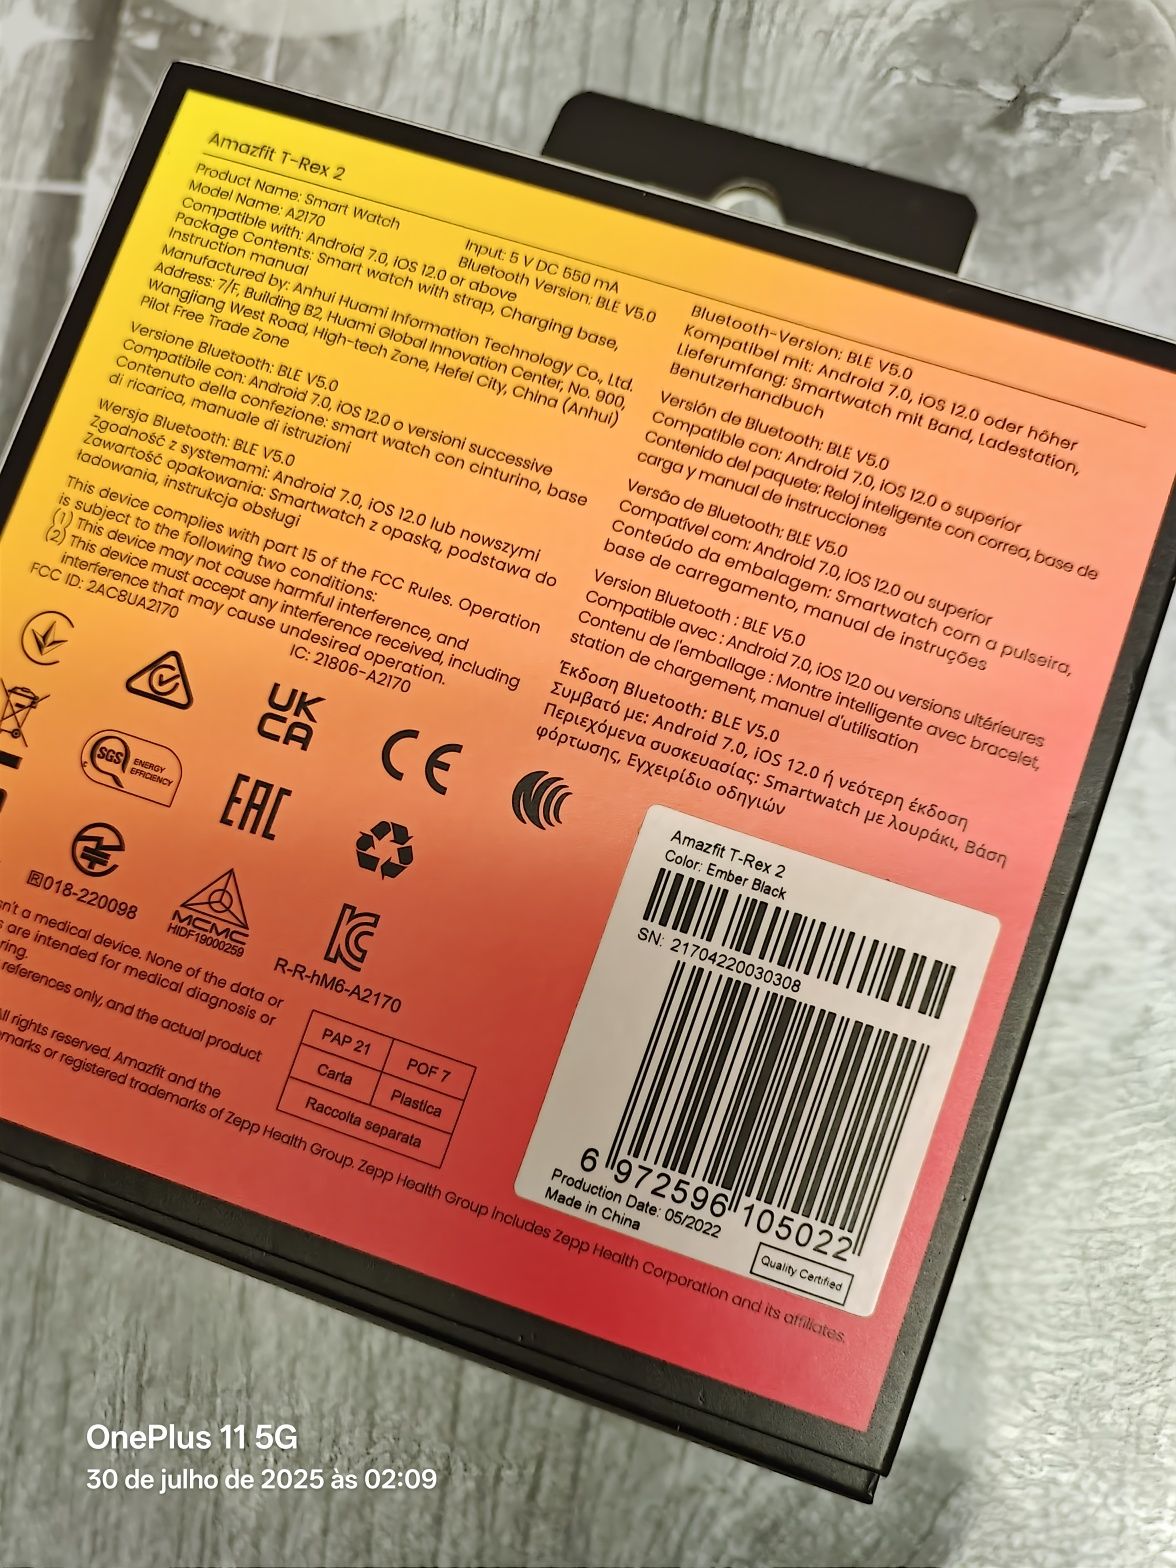 Amazfit T-Rex 2
Product Name: Smart Watch
Model Name: A2170
Compatible with: Android 7.0, iOS 12.0 or above
Package Contents: Smart watch with strap, Charging base,
Instruction manual
Manufactured by: Anhui Huami Information Technology Co., Ltd.
Address: 7/F, Building B2, Huami Global Innovation Center, No. 900,
Wangjiang West Road, High-tech Zone, Hefei City, China (Anhui)
Pilot Free Trade Zone
Input: 5 V DC 550 mA
Bluetooth Version: BLE V5.0
Versione Bluetooth: BLE V5.0
Compatibile con: Android 7.0, iOS 12.0 o versioni successive
Contenuto della confezione: smart watch con cinturino, base
di ricarica, manuale di istruzioni
Wersja Bluetooth: BLE V5.0
Zgodność z systemami: Android 7.0, iOS 12.0 lub nowszymi
Zawartość opakowania: Smartwatch z opaską, podstawa do
ładowania, instrukcja obsługi
This device complies with part 15 of the FCC Rules. Operation
is subject to the following two conditions:
(1) This device may not cause harmful interference, and
(2) This device must accept any interference received, including
interference that may cause undesired operation.
FCC ID: 2AC8UA2170
IC: 21806-A2170
Bluetooth-Version: BLE V5.0
Kompatibel mit: Android 7.0, iOS 12.0 oder höher
Lieferumfang: Smartwatch mit Band, Ladestation,
Benutzerhandbuch
Versión de Bluetooth: BLE V5.0
Compatible con: Android 7.0, iOS 12.0 o superior
Contenido del paquete: Reloj inteligente con correa, base de
carga y manual de instrucciones
Versão de Bluetooth: BLE V5.0
Compatível com: Android 7.0, iOS 12.0 ou superior
Conteúdo da embalagem: Smartwatch com a pulseira,
base de carregamento, manual de instruções
Version Bluetooth : BLE V5.0
Compatible avec : Android 7.0, iOS 12.0 ou versions ultérieures
Contenu de l'emballage : Montre intelligente avec bracelet,
station de chargement, manuel d'utilisation
Έκδοση Bluetooth: BLE V5.0
Συμβατό με: Android 7.0, iOS 12.0 ή νεότερη έκδοση
Περιεχόμενα συσκευασίας: Smartwatch με λουράκι, Βάση
φόρτωσης, Εγχειρίδιο οδηγιών
UK
CA
CE
SGS ENERGY
EFFICIENCY
EAC
018-220098
MCMC
HIDF19000259
R-R-hM6-A2170
isn't a medical device. None of the data or
are intended for medical diagnosis or
references only, and the actual product
All rights reserved. Amazfit and the
or registered trademarks of Zepp Health Group. Zepp Health Group includes Zepp Health Corporation and its affiliates.
PAP 21
POF 7
Carta
Plastica
Raccolta separata
Amazfit T-Rex 2
Color: Ember Black
SN: 21704220030308
6 972596 105022
Production Date: 05/2022
Made in China
Quality Certified
OnePlus 11 5G
30 de julho de 2025 às 02:09